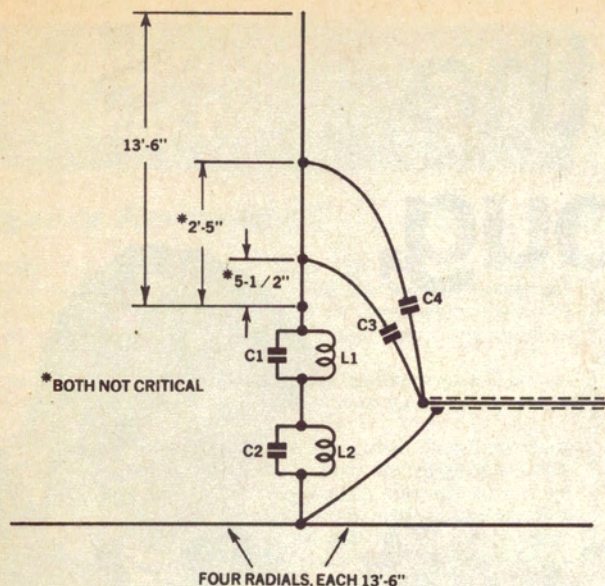 13'-6"
*2'-5"
*5-1/2"
C4
C3
C1
L1
*BOTH NOT CRITICAL
C2
L2
FOUR RADIALS, EACH 13'-6"